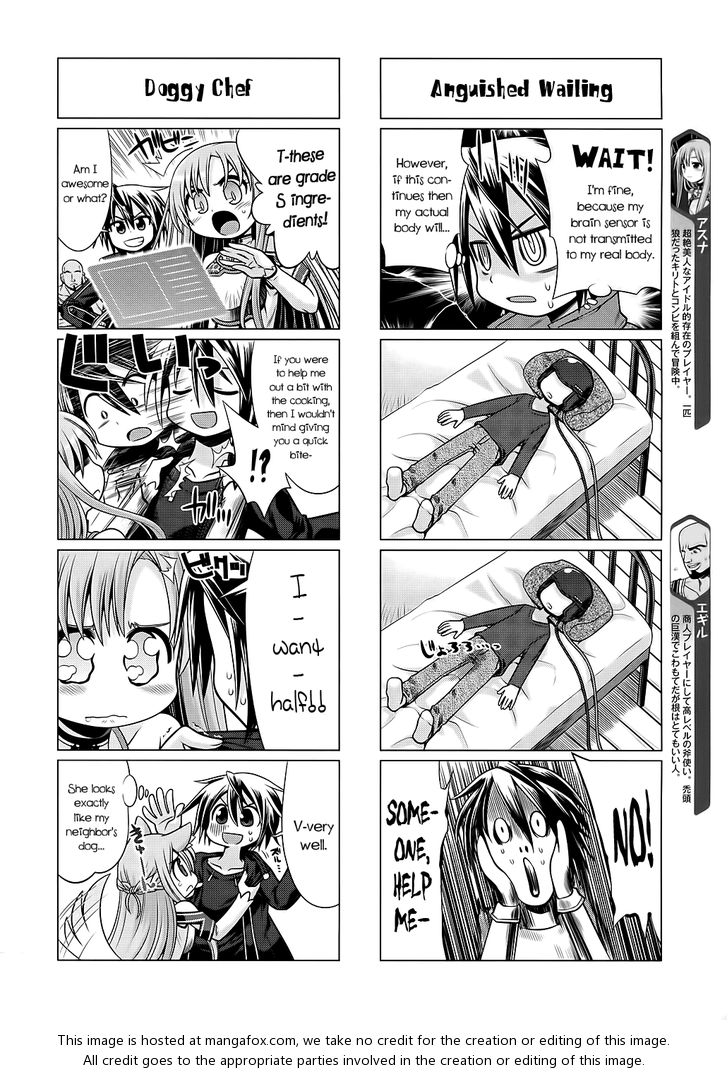 Anguished Wailing
WAIT!
I'm fine,
because my
brain sensor is
not transmitted
to my real body.
However,
if this con-
tinues then
my actual
body will...
じょろろ…っ
NO!
SOME-
ONE,
HELP
ME-
Doggy Chef
T-these
are grade
S ingre-
dients!
Am I
awesome
or what?
If you were
to help me
out a bit with
the cooking,
then I wouldn't
mind giving
you a quick
bite-
!?
I
-
want
-
half!!
ビクッ
V-very
well.
She looks
exactly
like my
neighbor's
dog...
アスナ
超絶美人なアイドル的存在のプレイヤー。一匹
狼だったキリトとコンビを組んで冒険中。
エギル
商人プレイヤーにして高レベルの斧使い。禿頭
の巨漢でこわもてだが根はとてもいい人。
This image is hosted at mangafox.com, we take no credit for the creation or editing of this image.
All credit goes to the appropriate parties involved in the creation or editing of this image.